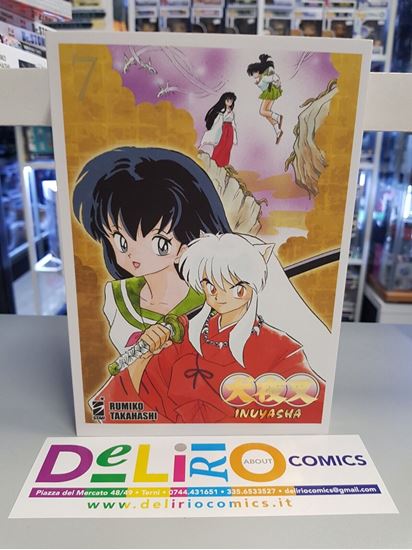 7
犬夜叉
INUYASHA
STAR
RUMIKO
TAKAHASHI
DeLiRIO ABOUT COMICS
Piazza del Mercato 48/49 • Terni • 0744.431651 • 335.6533527 • deliriocomics@gmail.com
www.deliriocomics.it